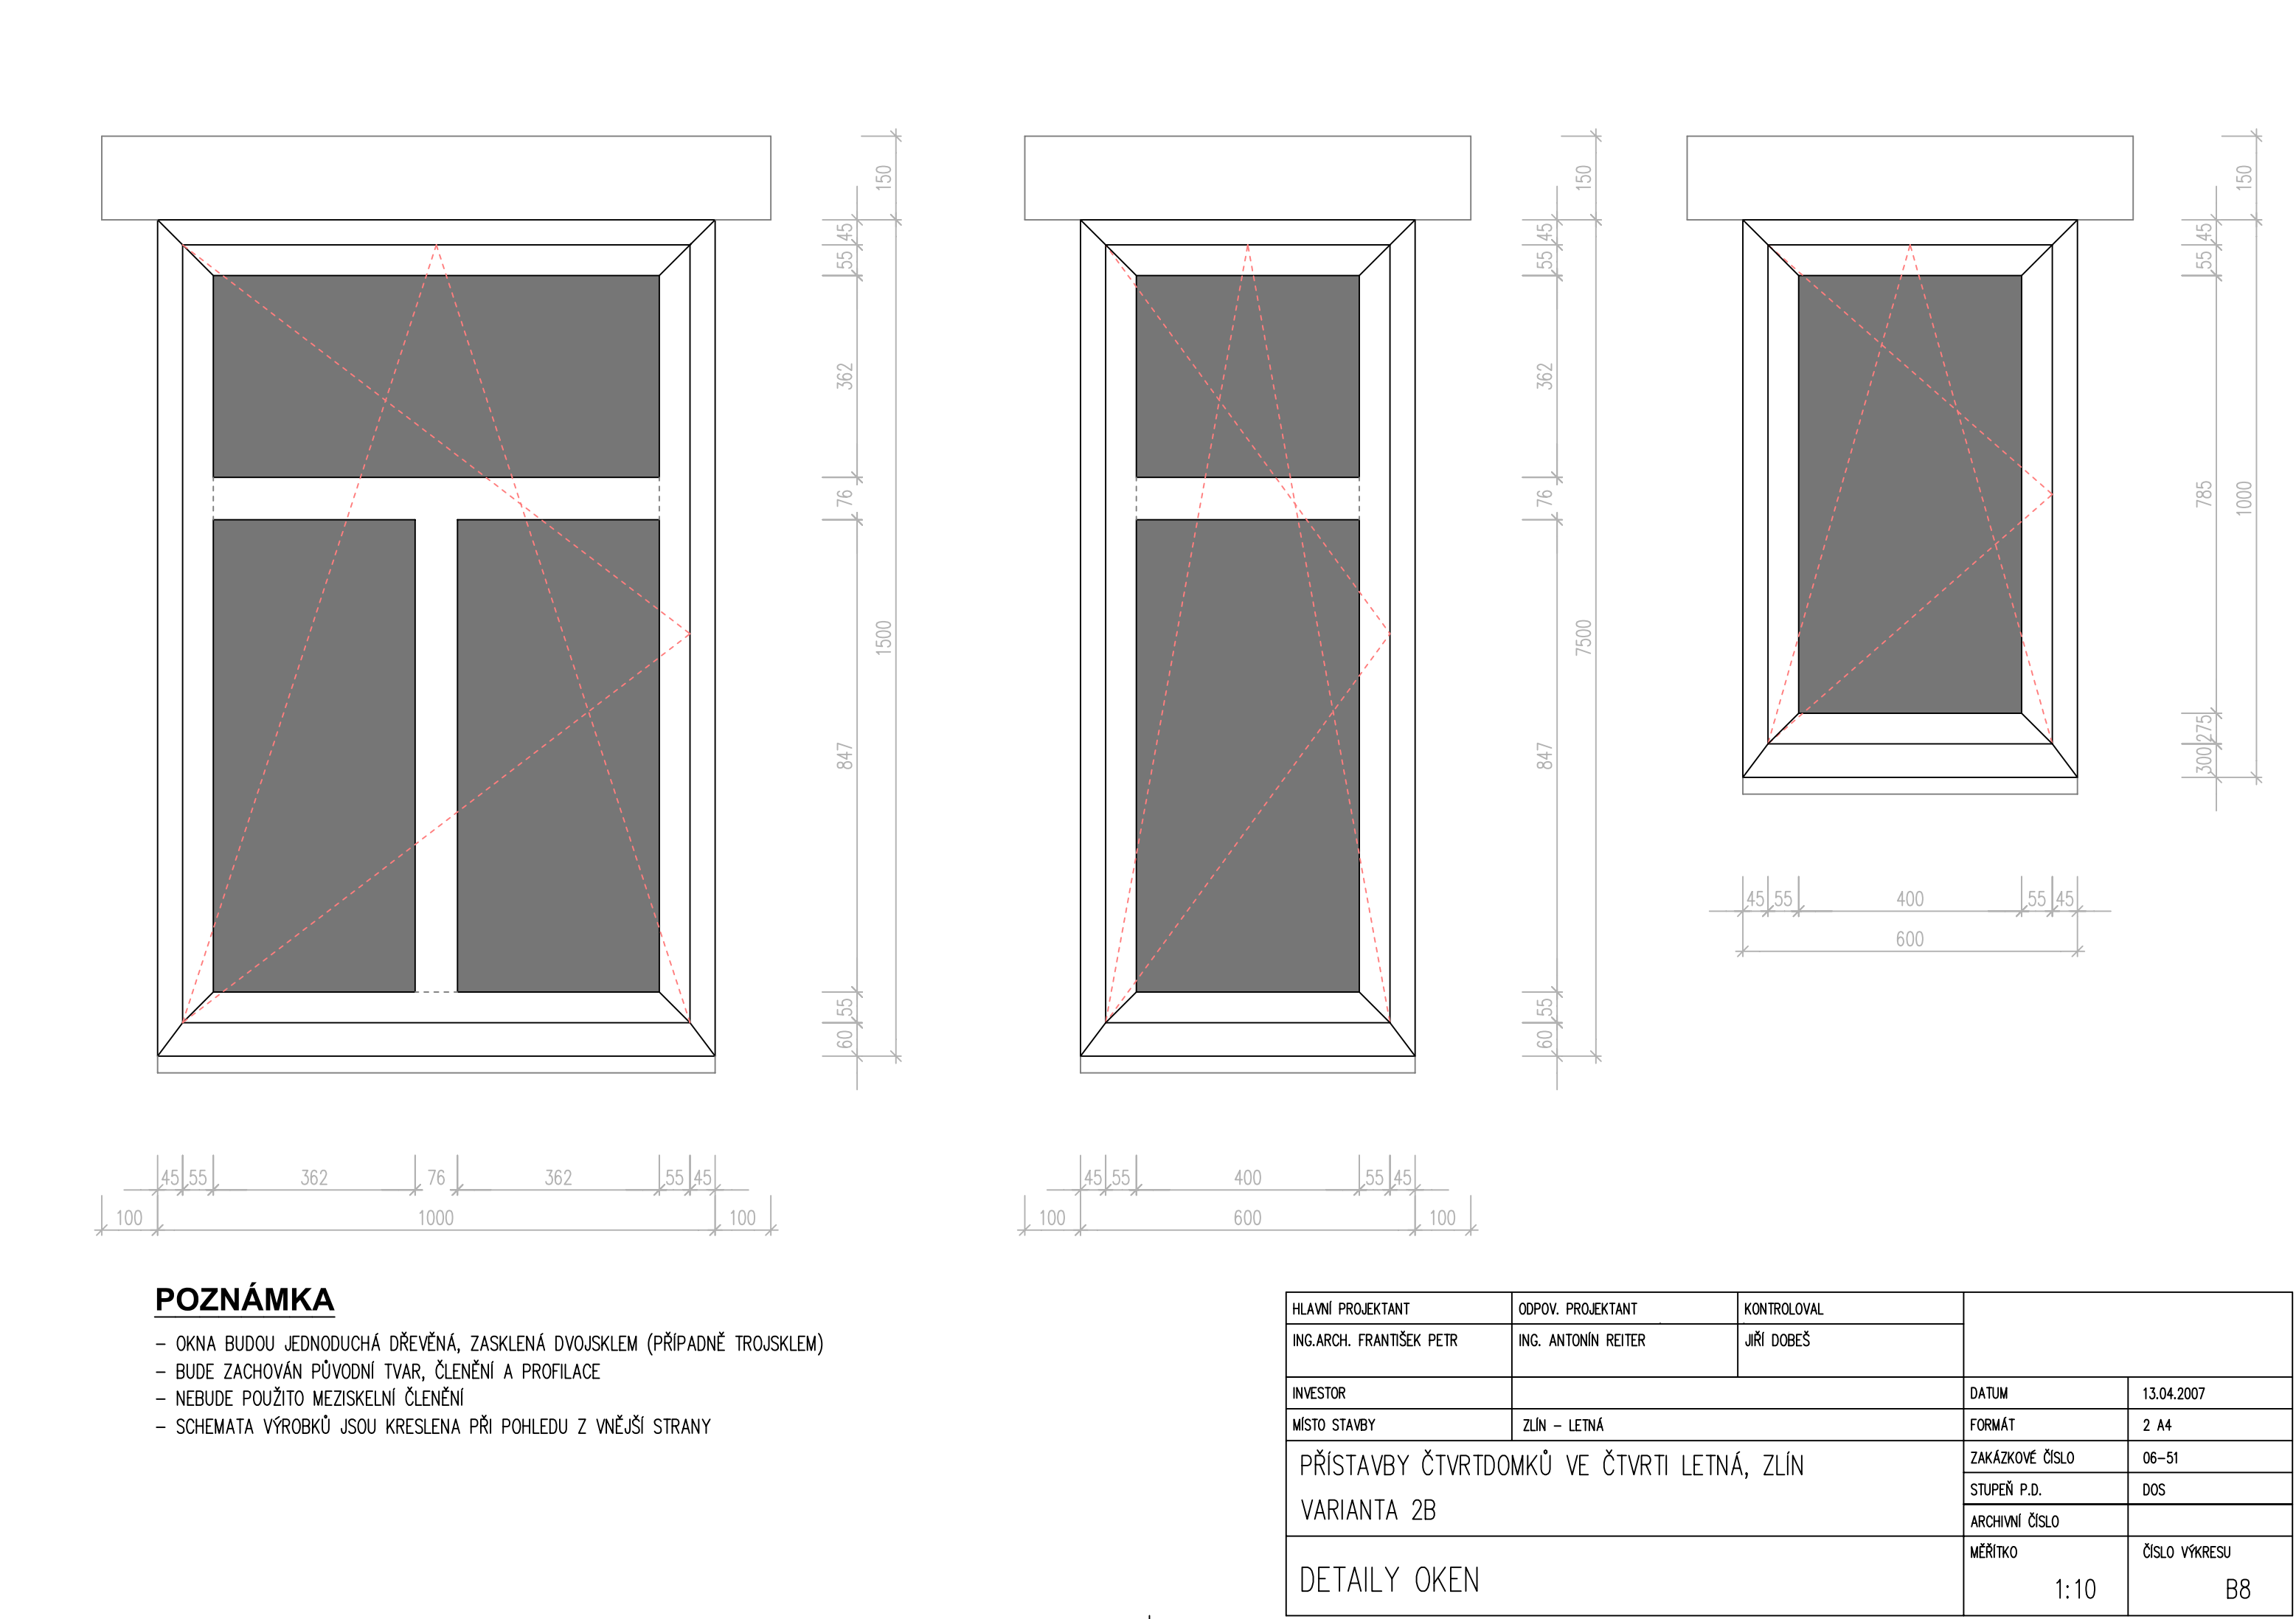 150
45
55
362
76
847
1500
55
60
45
55
362
76
362
55
45
100
1000
100
150
45
55
362
76
847
7500
55
60
45
55
400
55
45
100
600
100
150
45
55
785
1000
275
300
45
55
400
55
45
600
POZNÁMKA
– OKNA BUDOU JEDNODUCHÁ DŘEVĚNÁ, ZASKLENÁ DVOJSKLEM (PŘÍPADNĚ TROJSKLEM)
– BUDE ZACHOVÁN PŮVODNÍ TVAR, ČLENĚNÍ A PROFILACE
– NEBUDE POUŽITO MEZISKELNÍ ČLENĚNÍ
– SCHEMATA VÝROBKŮ JSOU KRESLENA PŘI POHLEDU Z VNĚJŠÍ STRANY
HLAVNÍ PROJEKTANT ODPOV. PROJEKTANT KONTROLOVAL
ING.ARCH. FRANTIŠEK PETR ING. ANTONÍN REITER JIŘÍ DOBEŠ
INVESTOR DATUM 13.04.2007
MÍSTO STAVBY ZLÍN – LETNÁ FORMÁT 2 A4
PŘÍSTAVBY ČTVRTDOMKŮ VE ČTVRTI LETNÁ, ZLÍN
VARIANTA 2B
ZAKÁZKOVÉ ČÍSLO 06–51
STUPEŇ P.D. DOS
ARCHIVNÍ ČÍSLO
DETAILY OKEN
MĚŘÍTKO ČÍSLO VÝKRESU
1:10 B8